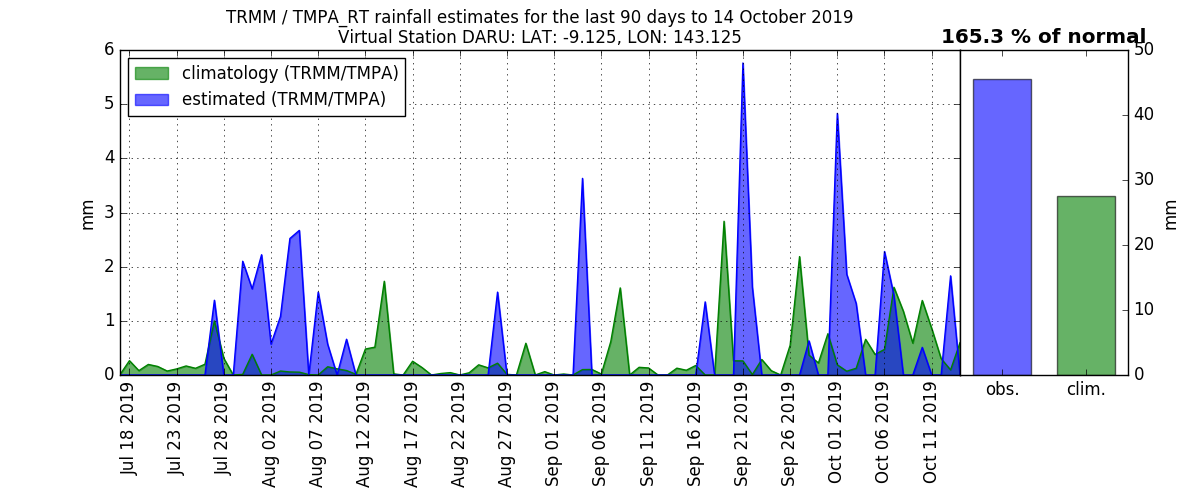 TRMM / TMPA_RT rainfall estimates for the last 90 days to 14 October 2019
Virtual Station DARU: LAT: -9.125, LON: 143.125
165.3 % of normal
climatology (TRMM/TMPA)
estimated (TRMM/TMPA)
6
5
4
3
2
1
0
mm
Jul 18 2019
Jul 23 2019
Jul 28 2019
Aug 02 2019
Aug 07 2019
Aug 12 2019
Aug 17 2019
Aug 22 2019
Aug 27 2019
Sep 01 2019
Sep 06 2019
Sep 11 2019
Sep 16 2019
Sep 21 2019
Sep 26 2019
Oct 01 2019
Oct 06 2019
Oct 11 2019
50
40
30
20
10
0
mm
obs.
clim.